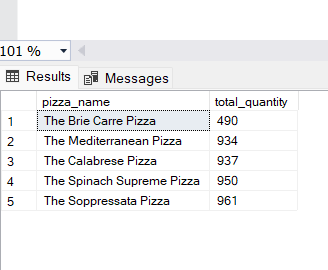 101 %
Results Messages
pizza_name total_quantity
1 The Brie Carre Pizza 490
2 The Mediterranean Pizza 934
3 The Calabrese Pizza 937
4 The Spinach Supreme Pizza 950
5 The Soppressata Pizza 961